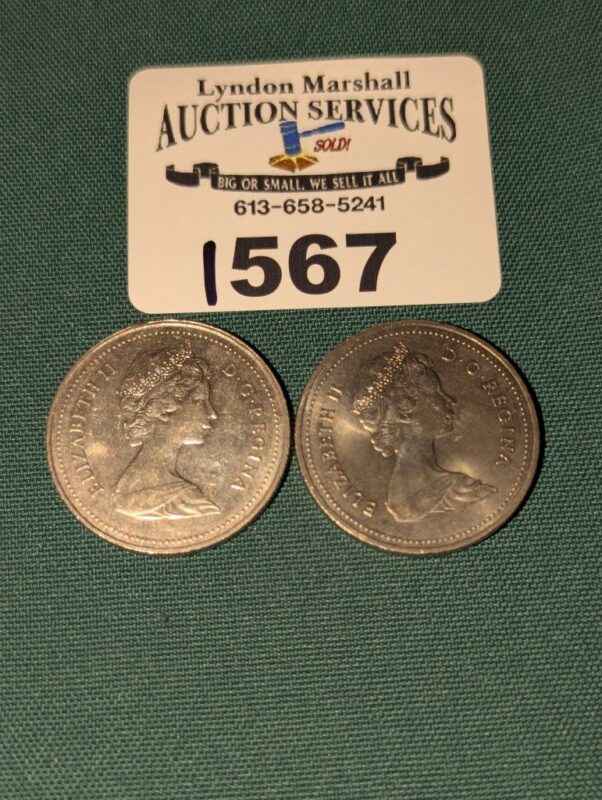 Lyndon Marshall
AUCTION SERVICES
SOLD!
BIG OR SMALL, WE SELL IT ALL
613-658-5241
1567
ELIZABETH II D·G·REGINA
ELIZABETH II D·G·REGINA